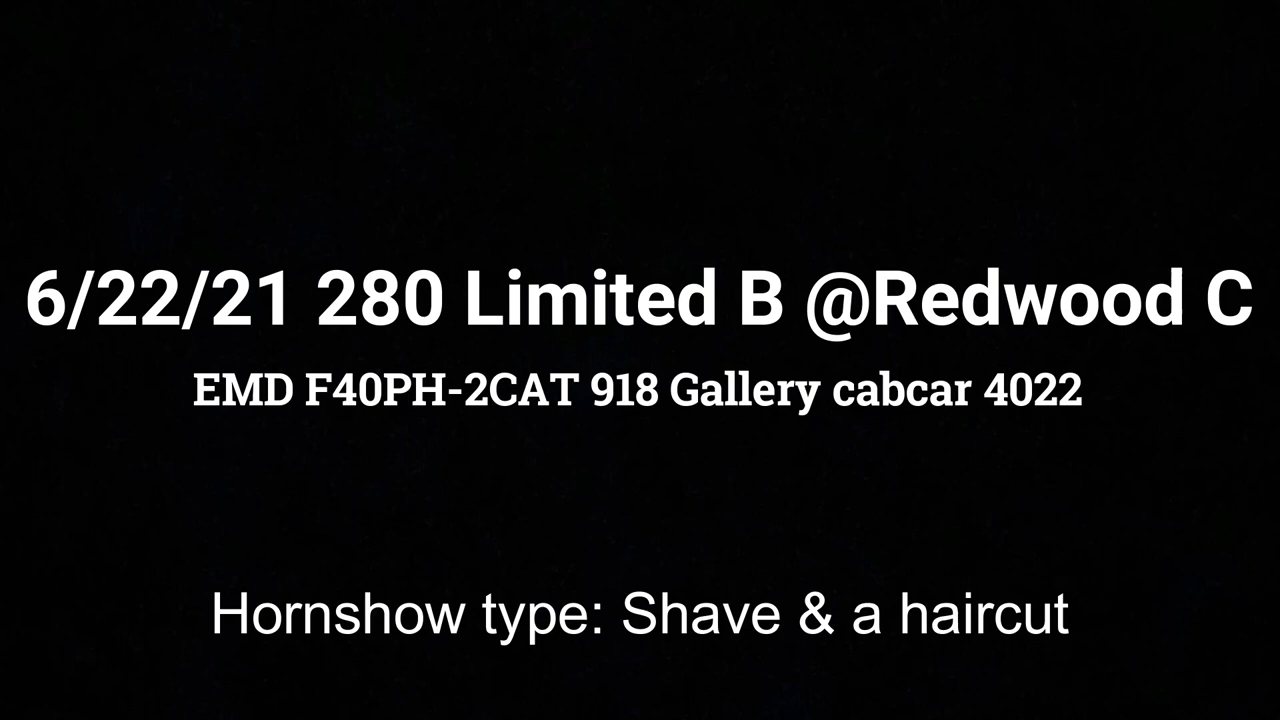 6/22/21 280 Limited B @Redwood C
EMD F40PH-2CAT 918 Gallery cabcar 4022
Hornshow type: Shave & a haircut